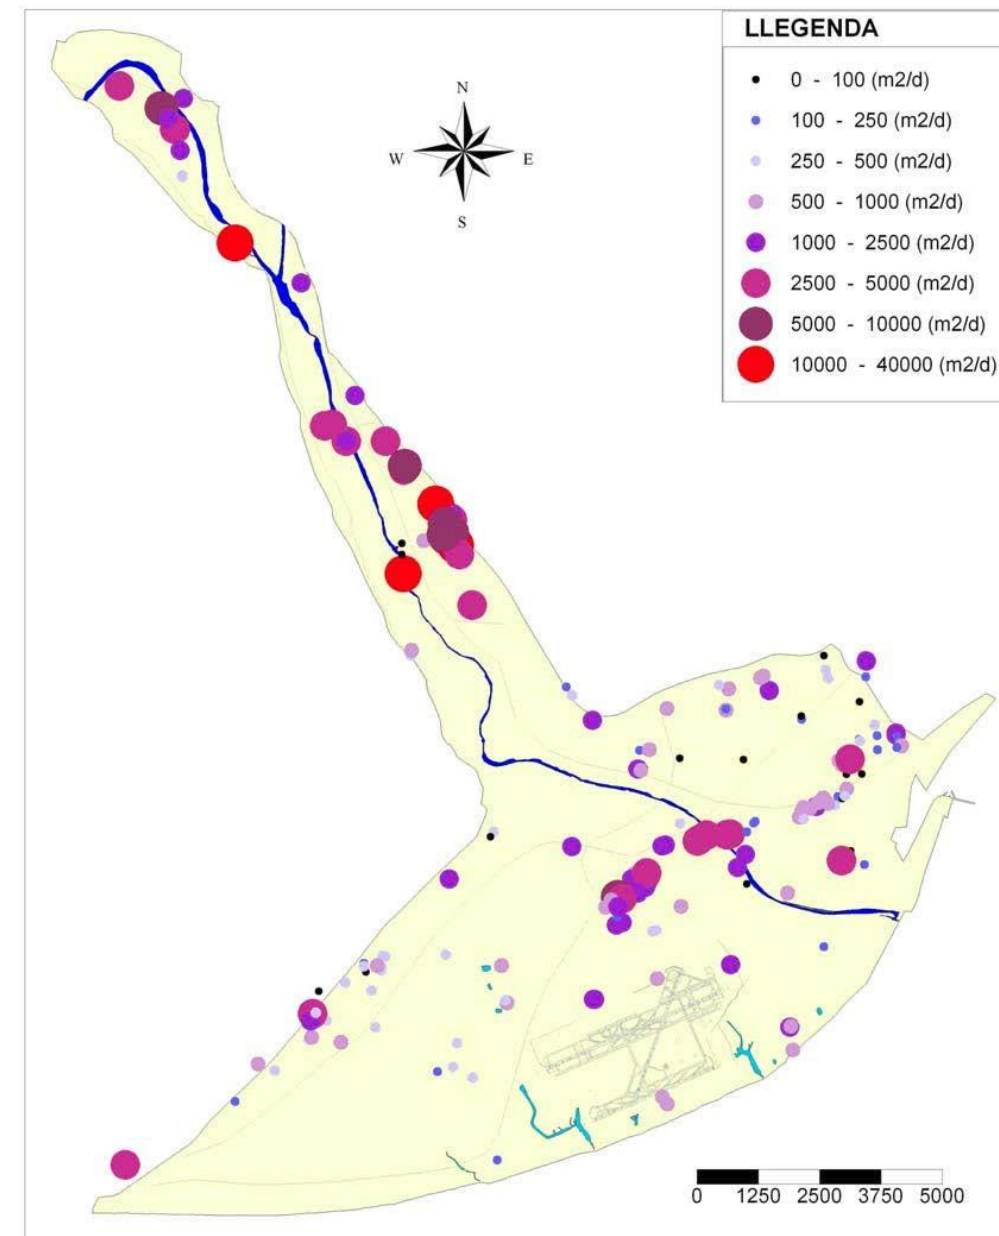 LLEGENDA
0 - 100 (m2/d)
100 - 250 (m2/d)
250 - 500 (m2/d)
500 - 1000 (m2/d)
1000 - 2500 (m2/d)
2500 - 5000 (m2/d)
5000 - 10000 (m2/d)
10000 - 40000 (m2/d)
N
W E
S
0 1250 2500 3750 5000